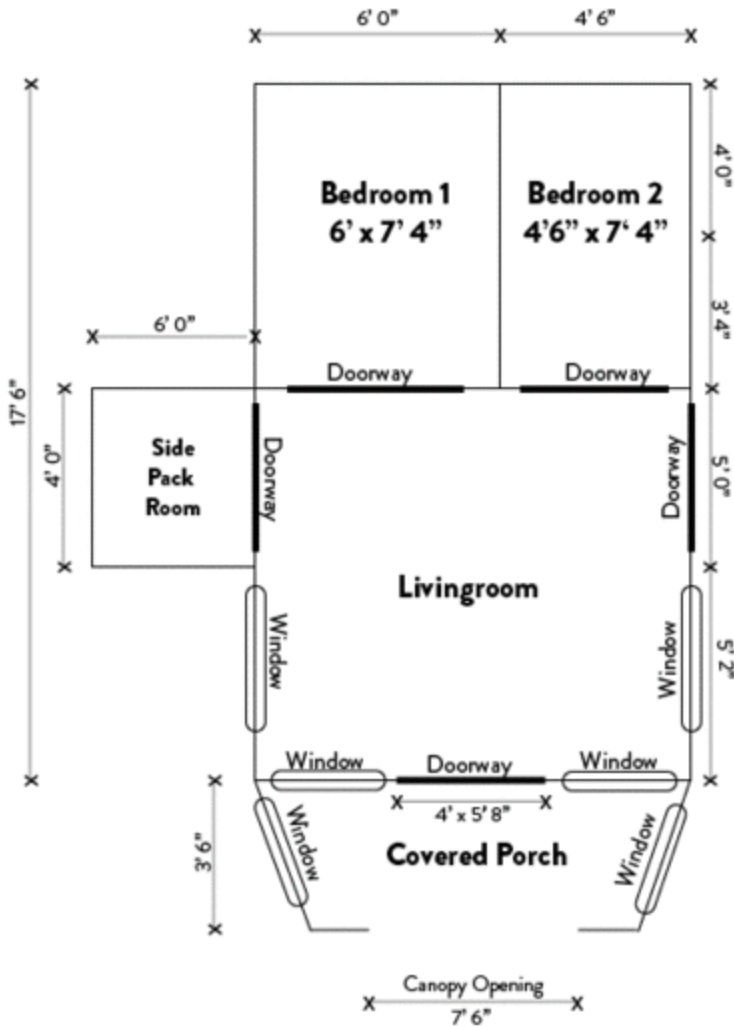 6' 0"
4' 6"
4' 0"
Bedroom 1
6' x 7' 4"
Bedroom 2
4'6" x 7' 4"
3' 4"
6' 0"
17' 6"
Doorway
Doorway
4' 0"
Side
Pack
Room
Doorway
Doorway
5' 0"
Livingroom
Window
Window
5' 2"
Window
Doorway
Window
4' x 5' 8"
3' 6"
Window
Covered Porch
Window
Canopy Opening
7' 6"